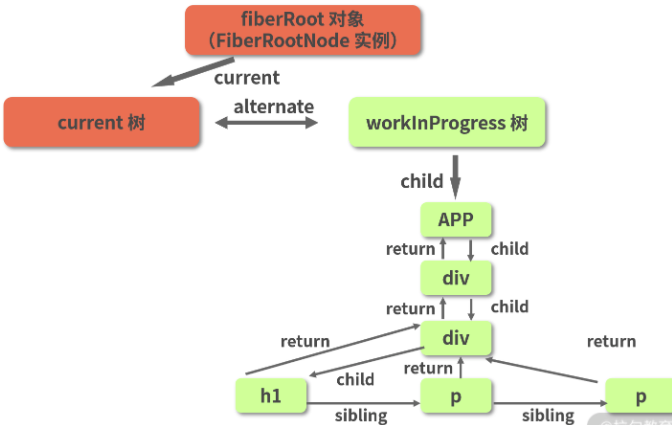 fiberRoot 对象
（FiberRootNode 实例）
current
current 树
alternate
workInProgress 树
child
APP
return
child
div
return
child
div
return
return
child
return
h1
p
p
sibling
sibling